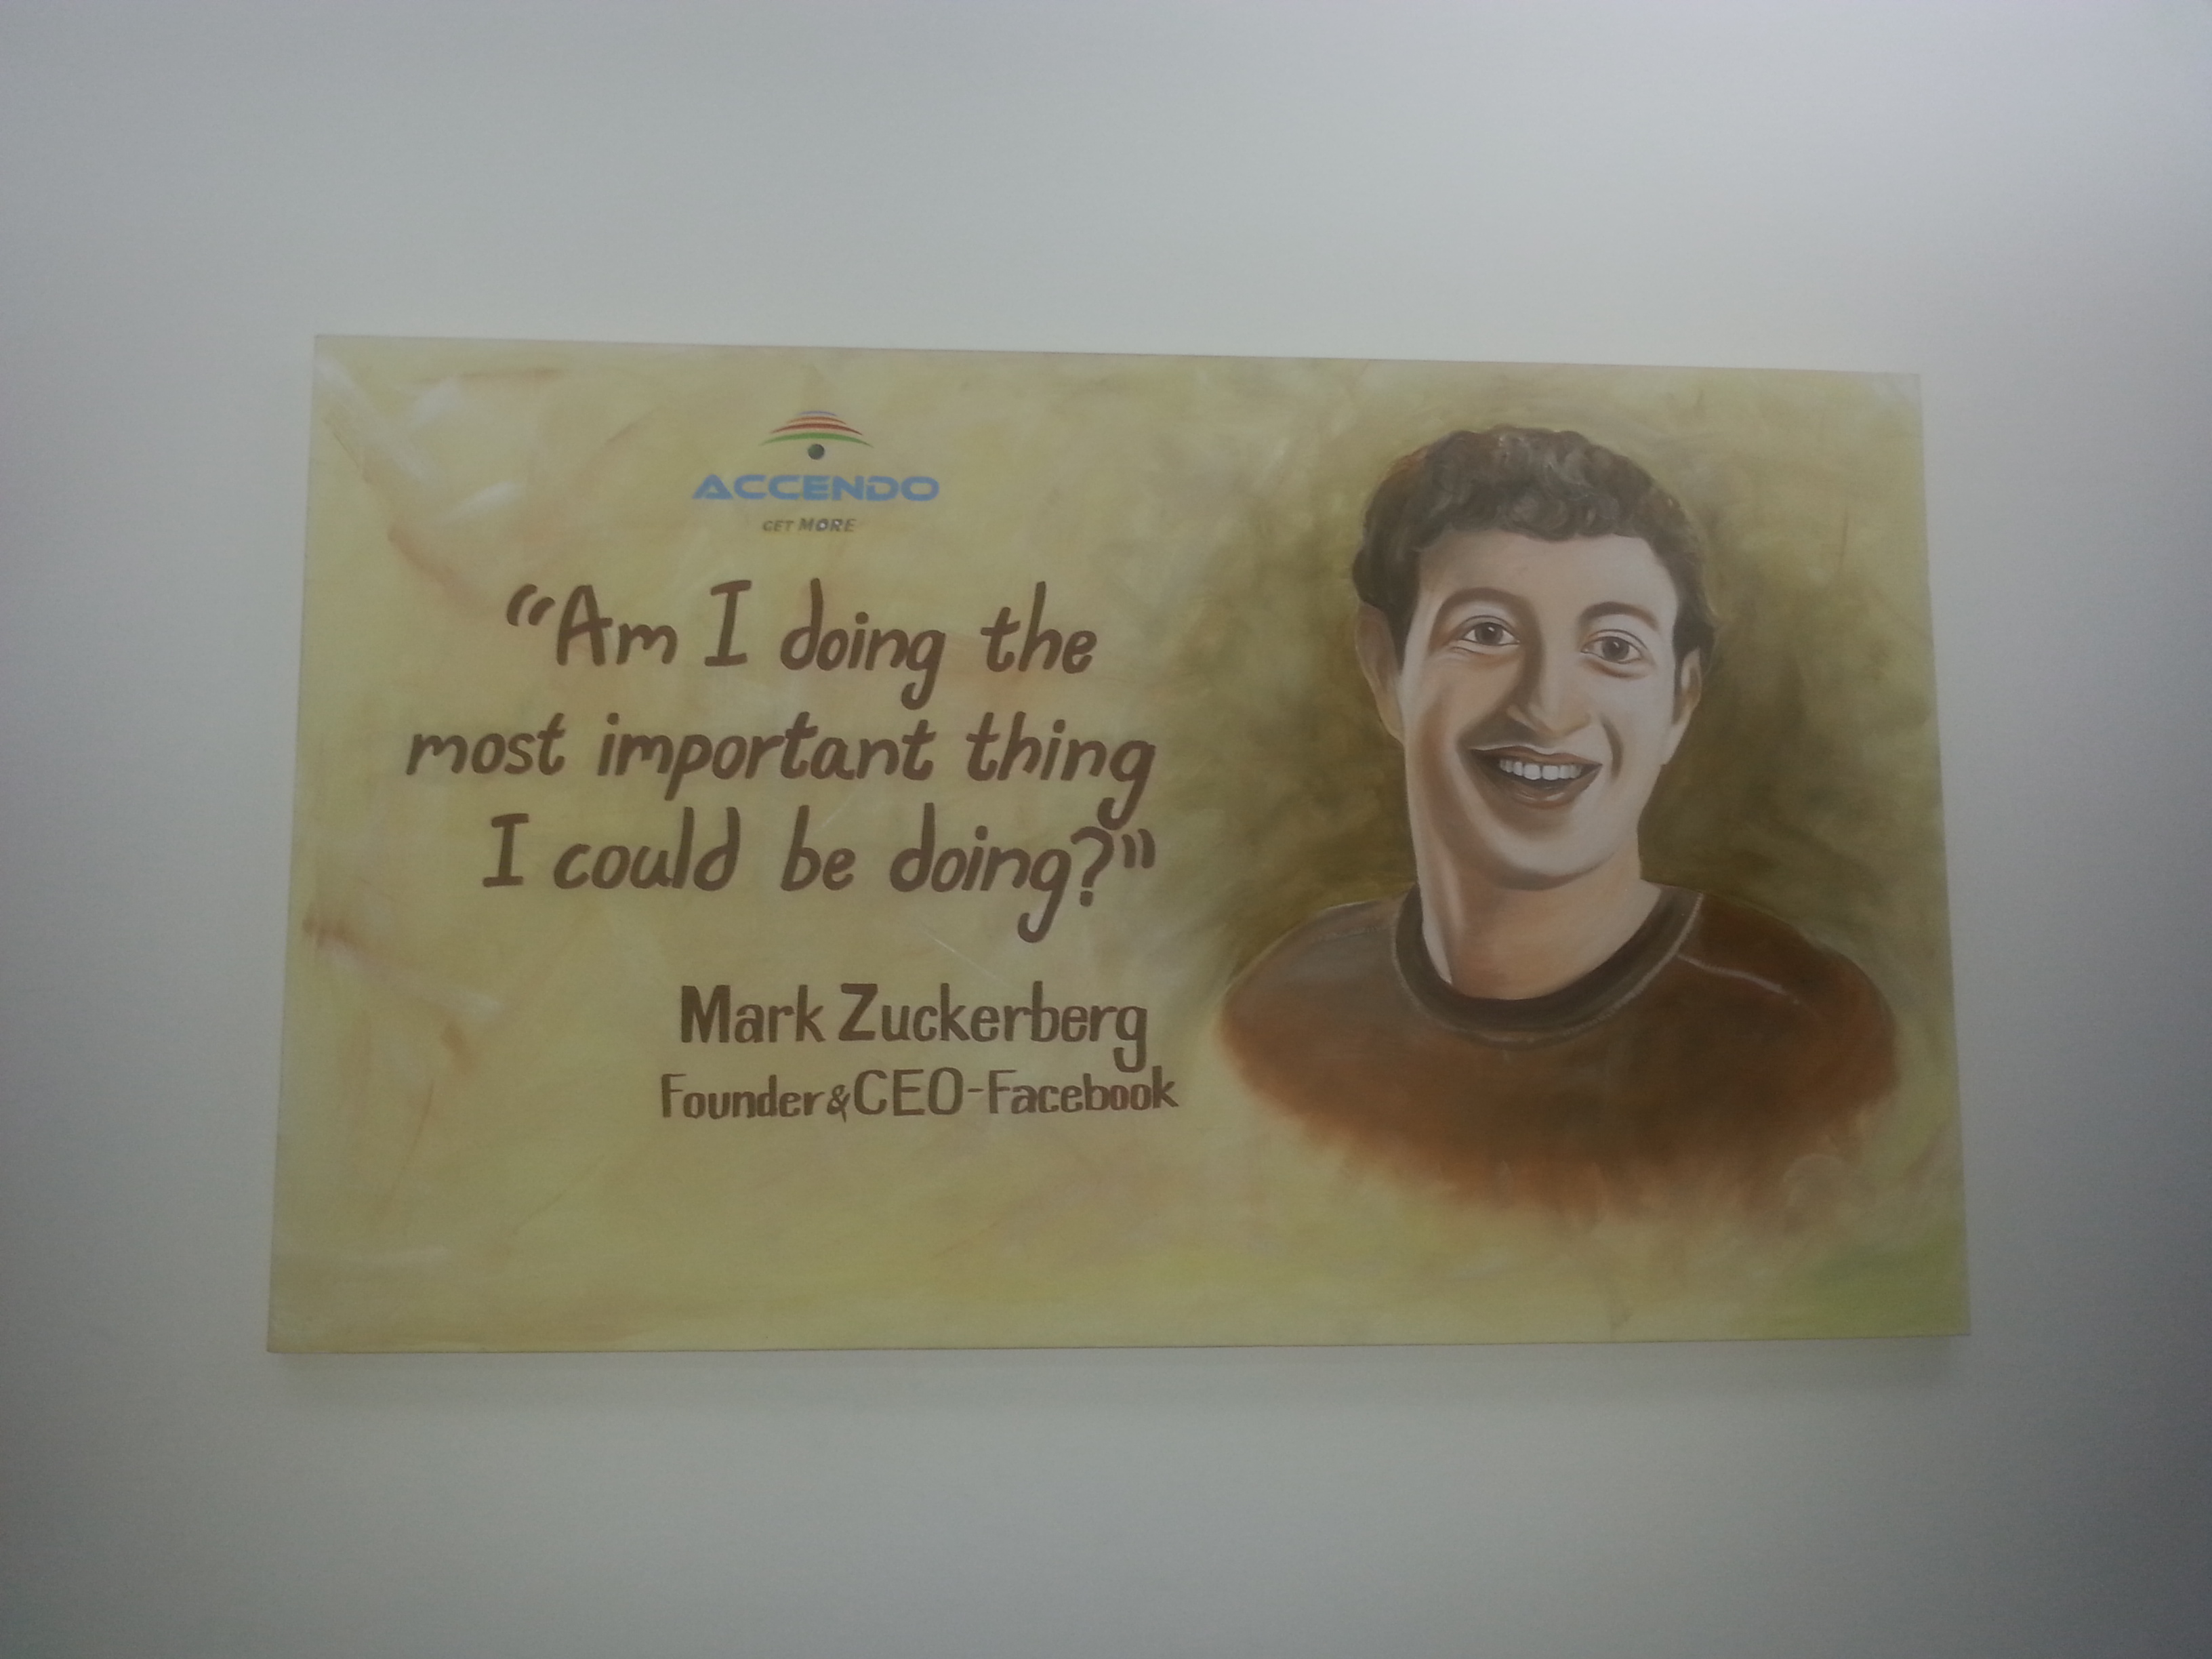 ACCENDO
GET MORE
“Am I doing the
most important thing
I could be doing?”
Mark Zuckerberg
Founder & CEO - Facebook